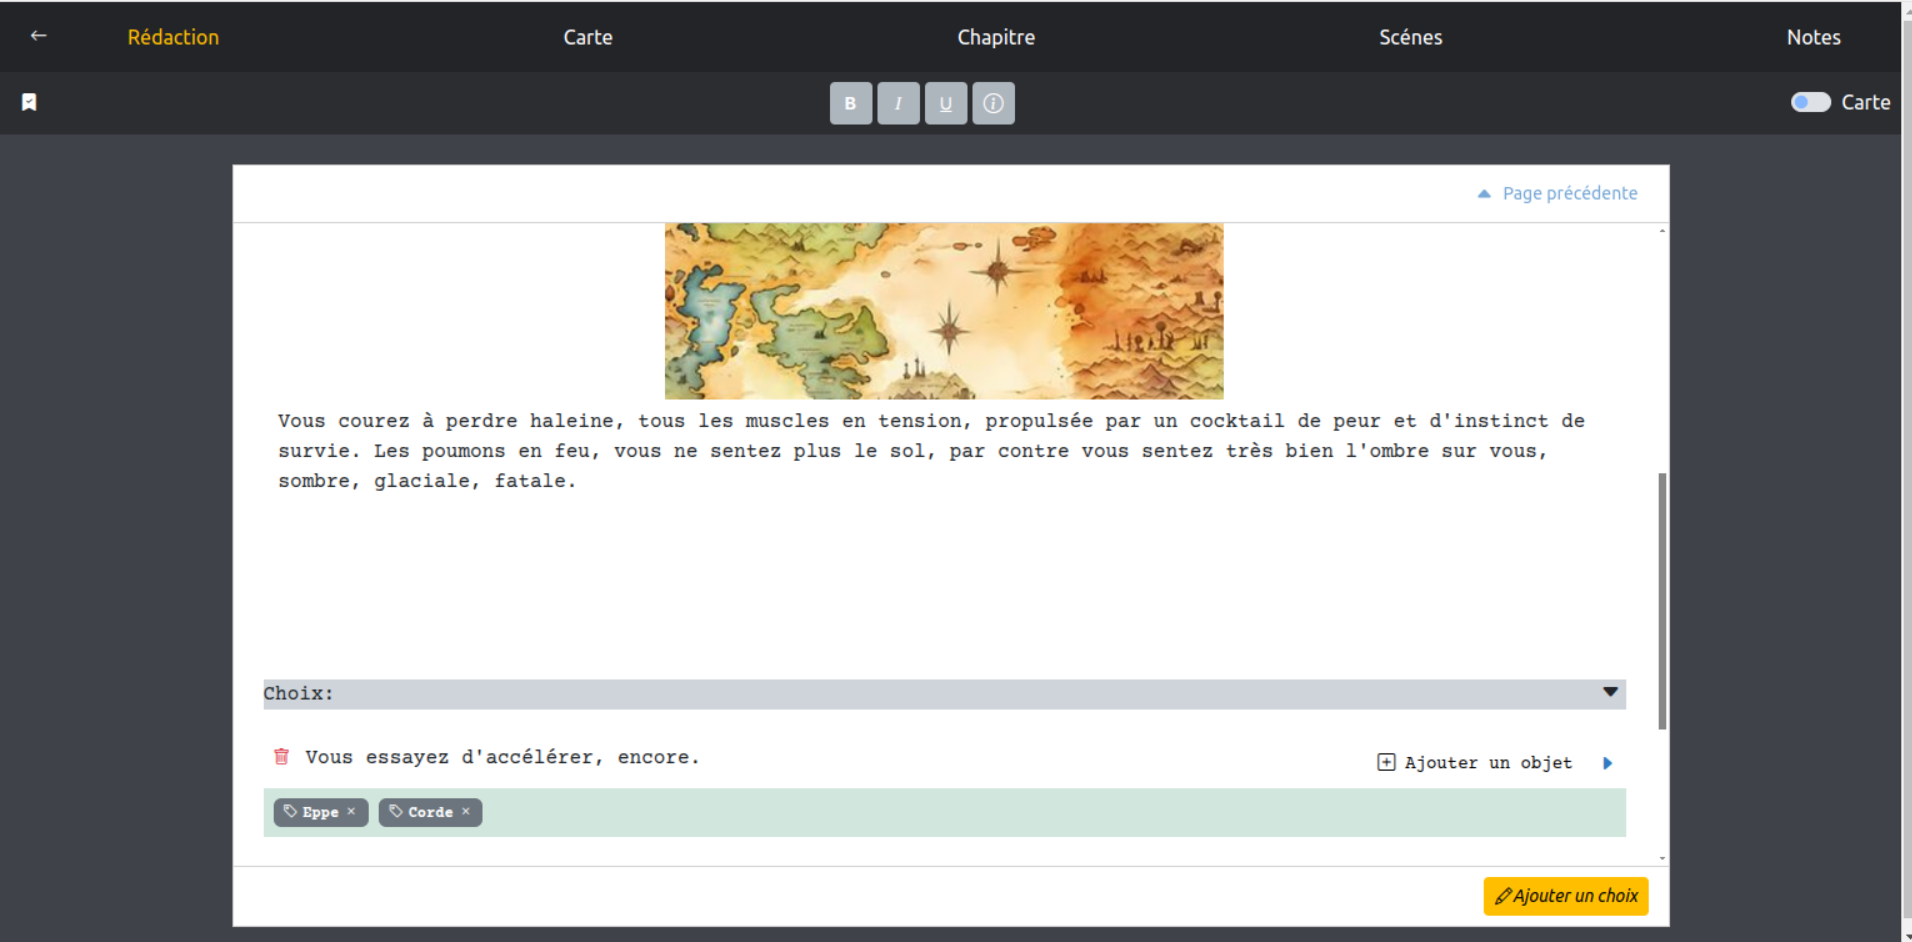 Rédaction Carte Chapitre Scénes Notes
B I U Carte
Page précédente
Vous courez à perdre haleine, tous les muscles en tension, propulsée par un cocktail de peur et d'instinct de
survie. Les poumons en feu, vous ne sentez plus le sol, par contre vous sentez très bien l'ombre sur vous,
sombre, glaciale, fatale.
Choix:
Vous essayez d'accélérer, encore.
Ajouter un objet
Eppe × Corde ×
Ajouter un choix